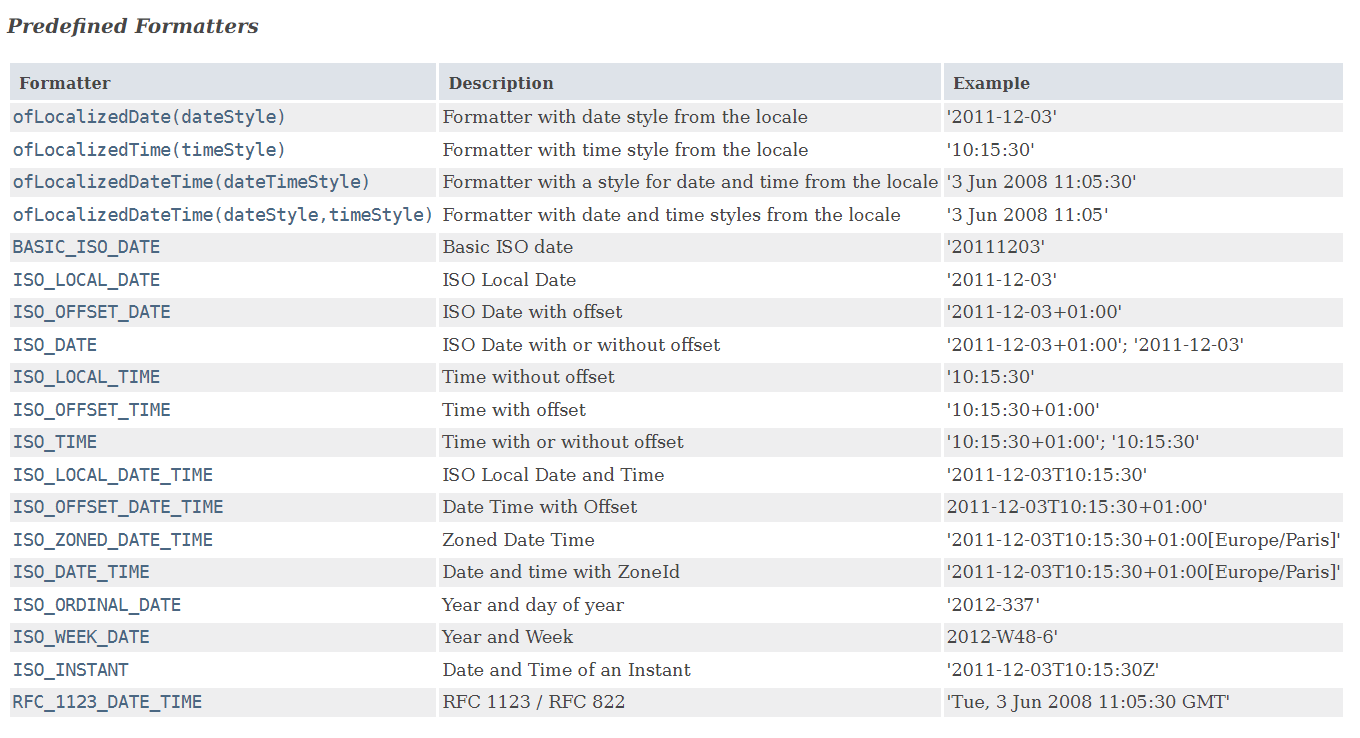 Predefined Formatters
Formatter Description Example
ofLocalizedDate(dateStyle) Formatter with date style from the locale '2011-12-03'
ofLocalizedTime(timeStyle) Formatter with time style from the locale '10:15:30'
ofLocalizedDateTime(dateTimeStyle) Formatter with a style for date and time from the locale '3 Jun 2008 11:05:30'
ofLocalizedDateTime(dateStyle,timeStyle) Formatter with date and time styles from the locale '3 Jun 2008 11:05'
BASIC_ISO_DATE Basic ISO date '20111203'
ISO_LOCAL_DATE ISO Local Date '2011-12-03'
ISO_OFFSET_DATE ISO Date with offset '2011-12-03+01:00'
ISO_DATE ISO Date with or without offset '2011-12-03+01:00'; '2011-12-03'
ISO_LOCAL_TIME Time without offset '10:15:30'
ISO_OFFSET_TIME Time with offset '10:15:30+01:00'
ISO_TIME Time with or without offset '10:15:30+01:00'; '10:15:30'
ISO_LOCAL_DATE_TIME ISO Local Date and Time '2011-12-03T10:15:30'
ISO_OFFSET_DATE_TIME Date Time with Offset 2011-12-03T10:15:30+01:00'
ISO_ZONED_DATE_TIME Zoned Date Time '2011-12-03T10:15:30+01:00[Europe/Paris]'
ISO_DATE_TIME Date and time with ZoneId '2011-12-03T10:15:30+01:00[Europe/Paris]'
ISO_ORDINAL_DATE Year and day of year '2012-337'
ISO_WEEK_DATE Year and Week 2012-W48-6'
ISO_INSTANT Date and Time of an Instant '2011-12-03T10:15:30Z'
RFC_1123_DATE_TIME RFC 1123 / RFC 822 'Tue, 3 Jun 2008 11:05:30 GMT'